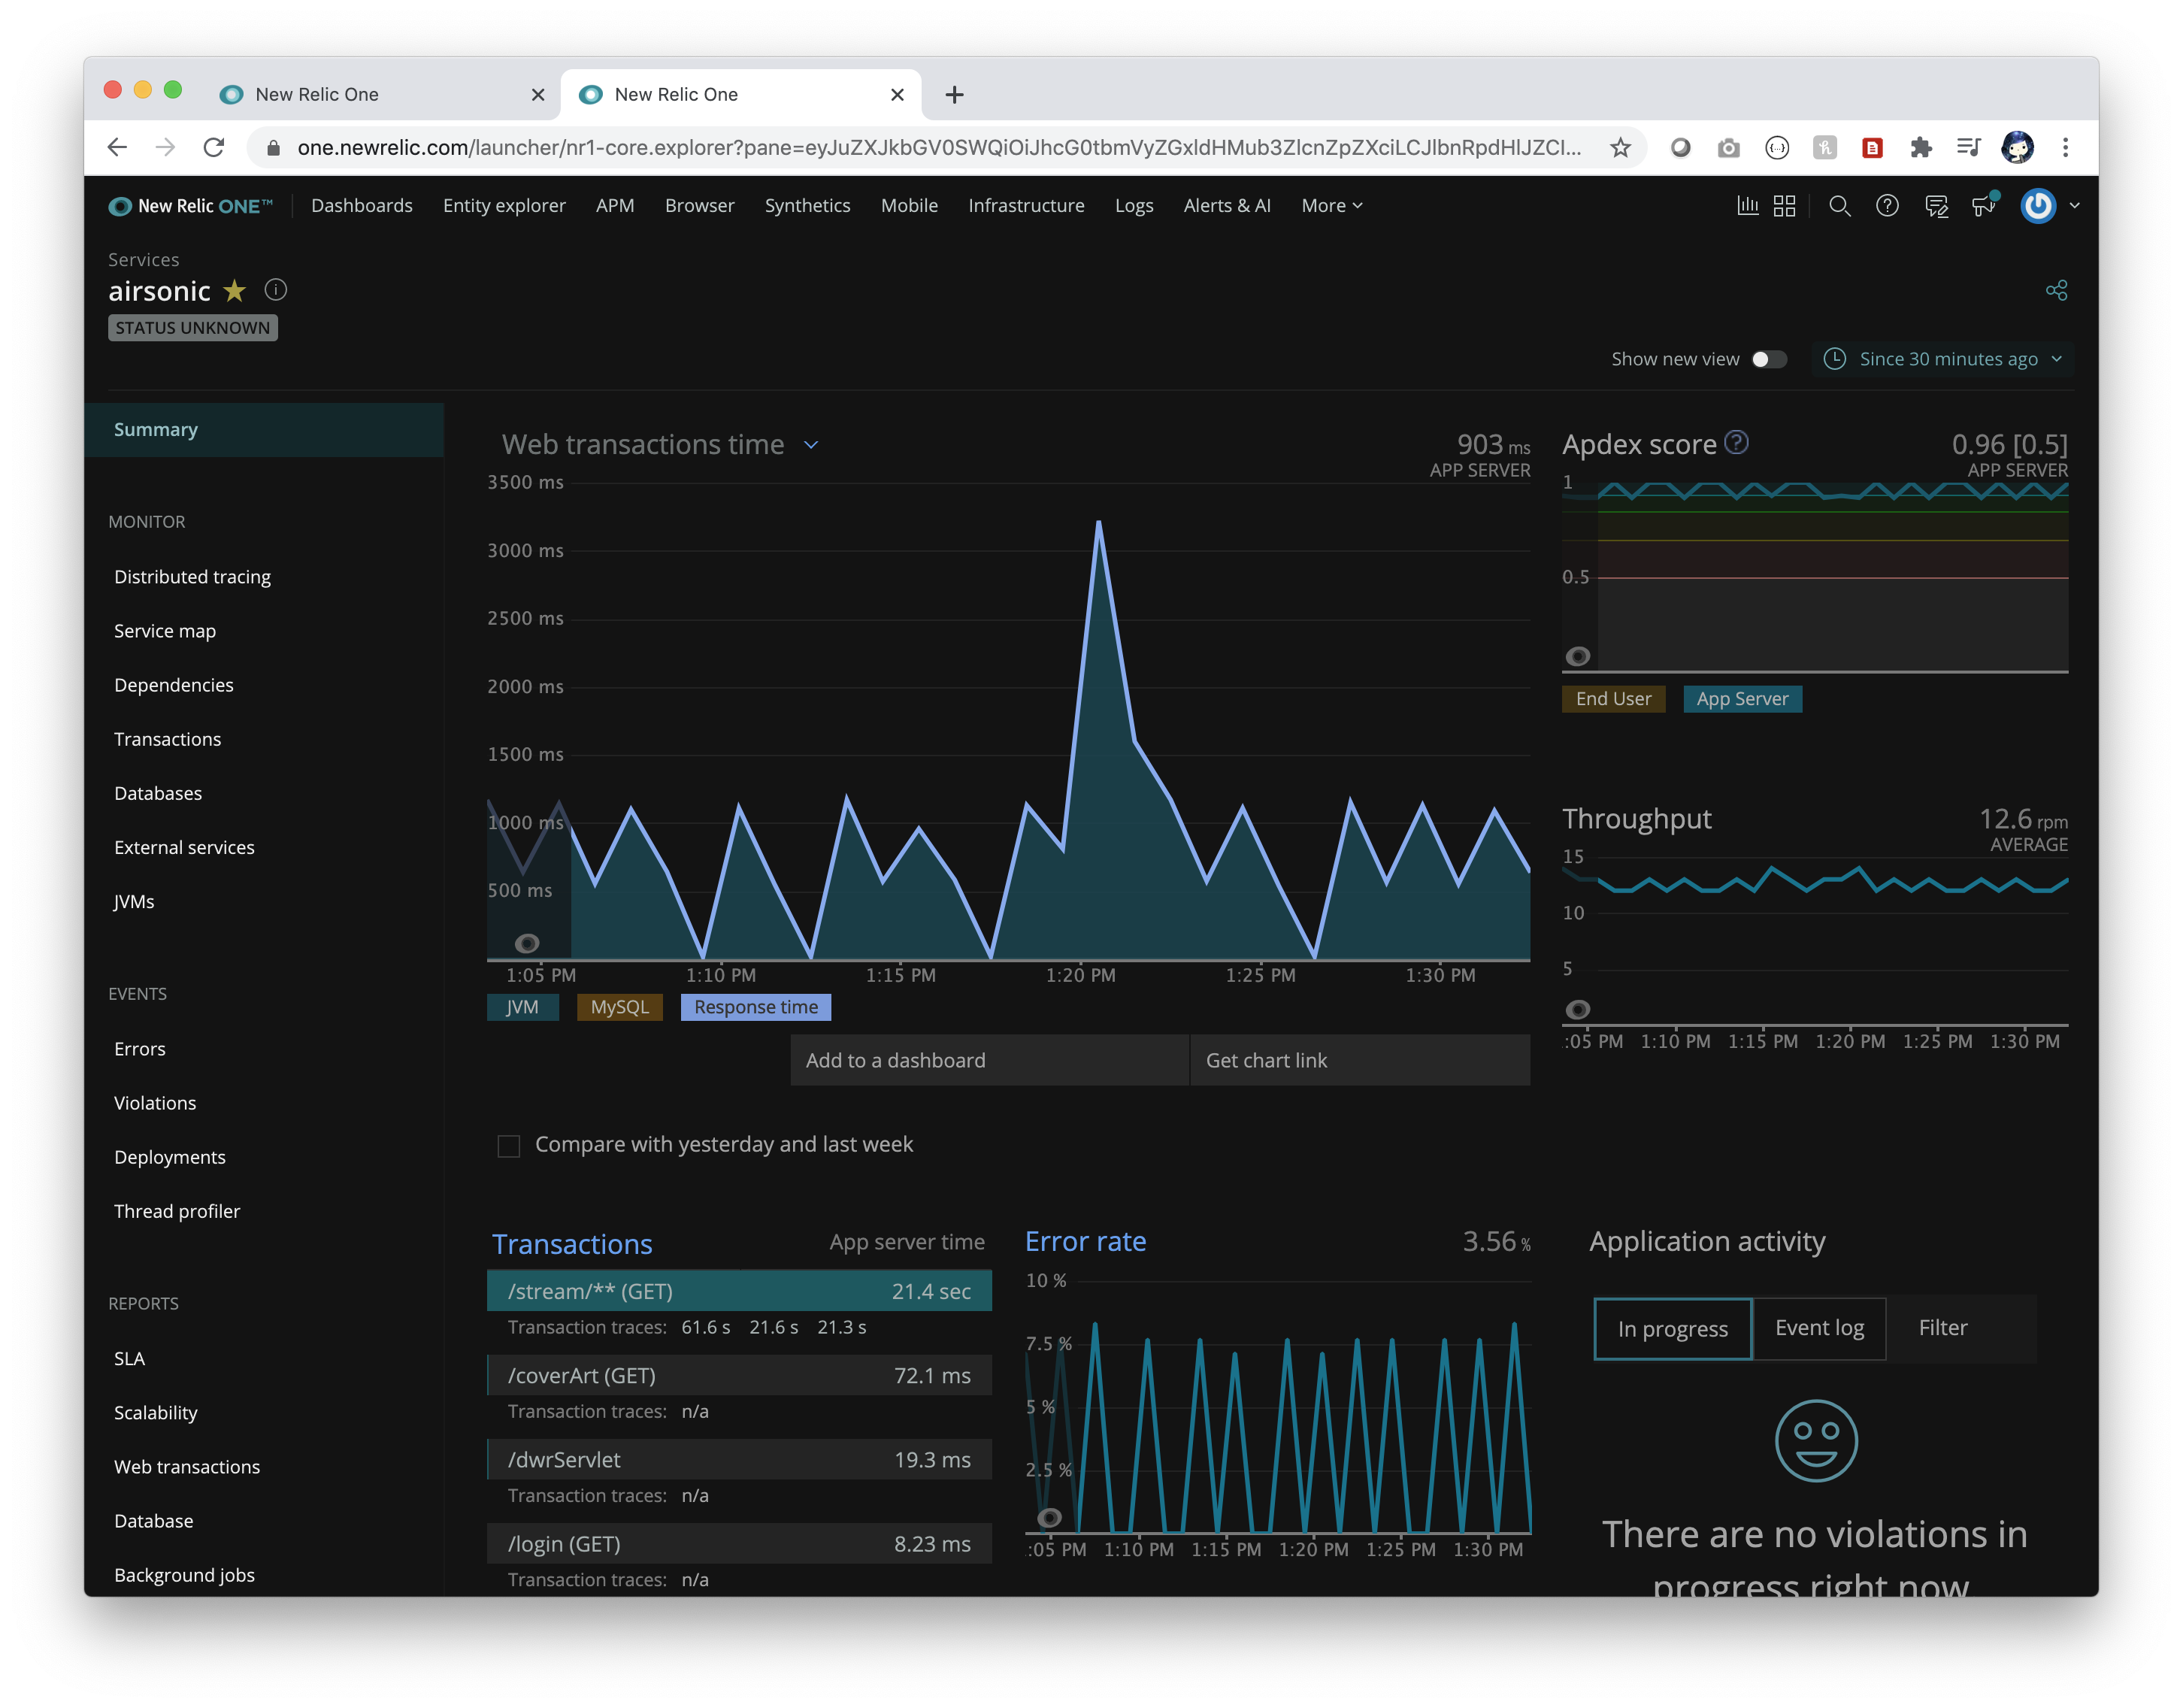 New Relic One
New Relic One
one.newrelic.com/launcher/nr1-core.explorer?pane=eyJuZXJkbGV0SWQiOiJhcG0tbmVyZGxldHMub3ZlcnZpZXciLCJlbnRpdHlJZCI...
New Relic ONE™ Dashboards Entity explorer APM Browser Synthetics Mobile Infrastructure Logs Alerts & AI More
Services
airsonic
STATUS UNKNOWN
Show new view Since 30 minutes ago
Summary
MONITOR
Distributed tracing
Service map
Dependencies
Transactions
Databases
External services
JVMs
EVENTS
Errors
Violations
Deployments
Thread profiler
REPORTS
SLA
Scalability
Web transactions
Database
Background jobs
Web transactions time
903 ms
APP SERVER
3500 ms
3000 ms
2500 ms
2000 ms
1500 ms
1000 ms
500 ms
1:05 PM 1:10 PM 1:15 PM 1:20 PM 1:25 PM 1:30 PM
JVM MySQL Response time
Add to a dashboard Get chart link
Compare with yesterday and last week
Apdex score 0.96 [0.5]
APP SERVER
1
0.5
End User App Server
Throughput 12.6 rpm
AVERAGE
15
10
5
:05 PM 1:10 PM 1:15 PM 1:20 PM 1:25 PM 1:30 PM
Transactions App server time
/stream/** (GET) 21.4 sec
Transaction traces: 61.6 s 21.6 s 21.3 s
/coverArt (GET) 72.1 ms
Transaction traces: n/a
/dwrServlet 19.3 ms
Transaction traces: n/a
/login (GET) 8.23 ms
Transaction traces: n/a
Error rate 3.56 %
10 %
7.5 %
5 %
2.5 %
:05 PM 1:10 PM 1:15 PM 1:20 PM 1:25 PM 1:30 PM
Application activity
In progress Event log Filter
There are no violations in
progress right now